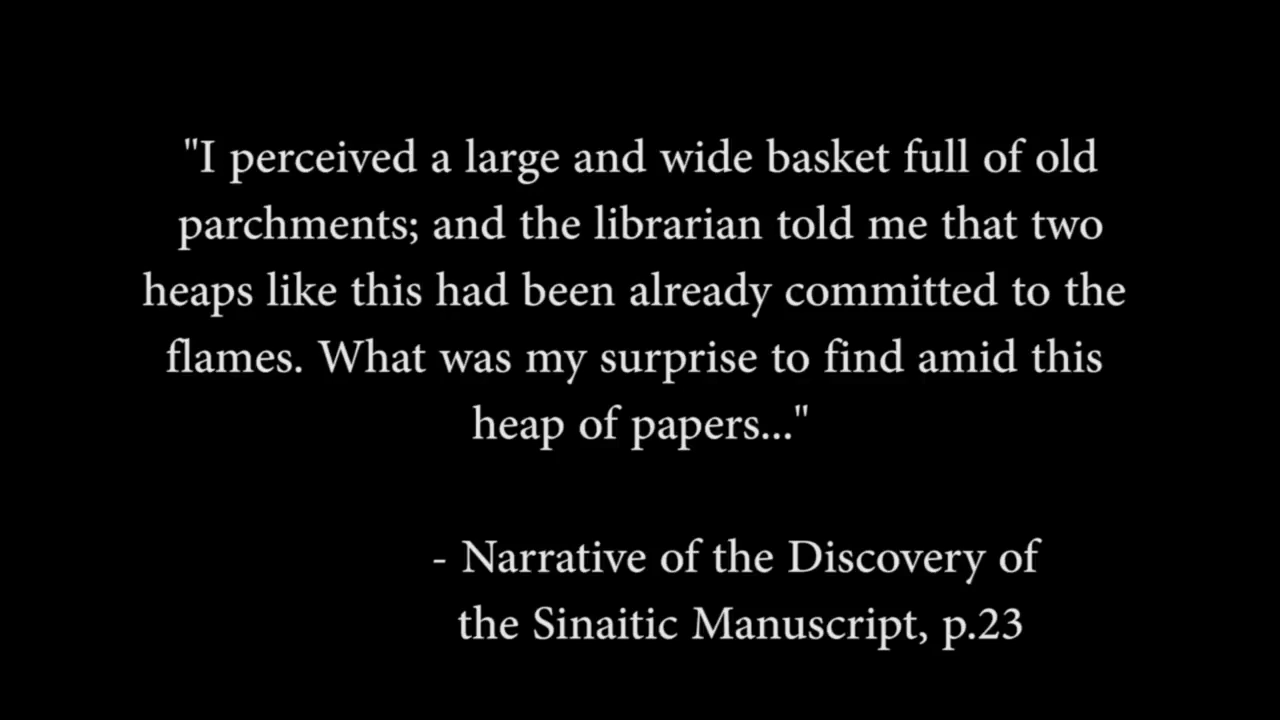 "I perceived a large and wide basket full of old
parchments; and the librarian told me that two
heaps like this had been already committed to the
flames. What was my surprise to find amid this
heap of papers..."
- Narrative of the Discovery of
the Sinaitic Manuscript, p.23